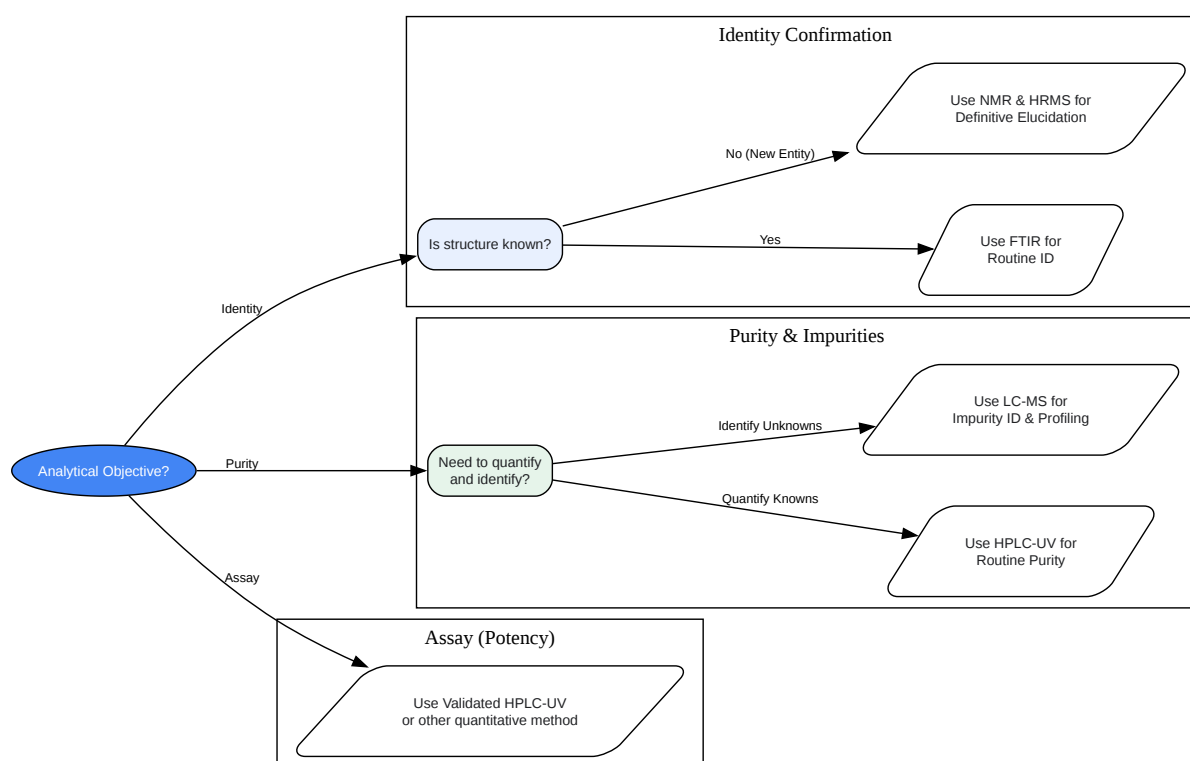 Identity Confirmation
Use NMR & HRMS for
Definitive Elucidation
No (New Entity)
Is structure known?
Yes
Use FTIR for
Routine ID
Identity
Purity & Impurities
Use LC-MS for
Impurity ID & Profiling
Identify Unknowns
Need to quantify
and identify?
Quantify Knowns
Use HPLC-UV for
Routine Purity
Analytical Objective?
Purity
Assay
Assay (Potency)
Use Validated HPLC-UV
or other quantitative method